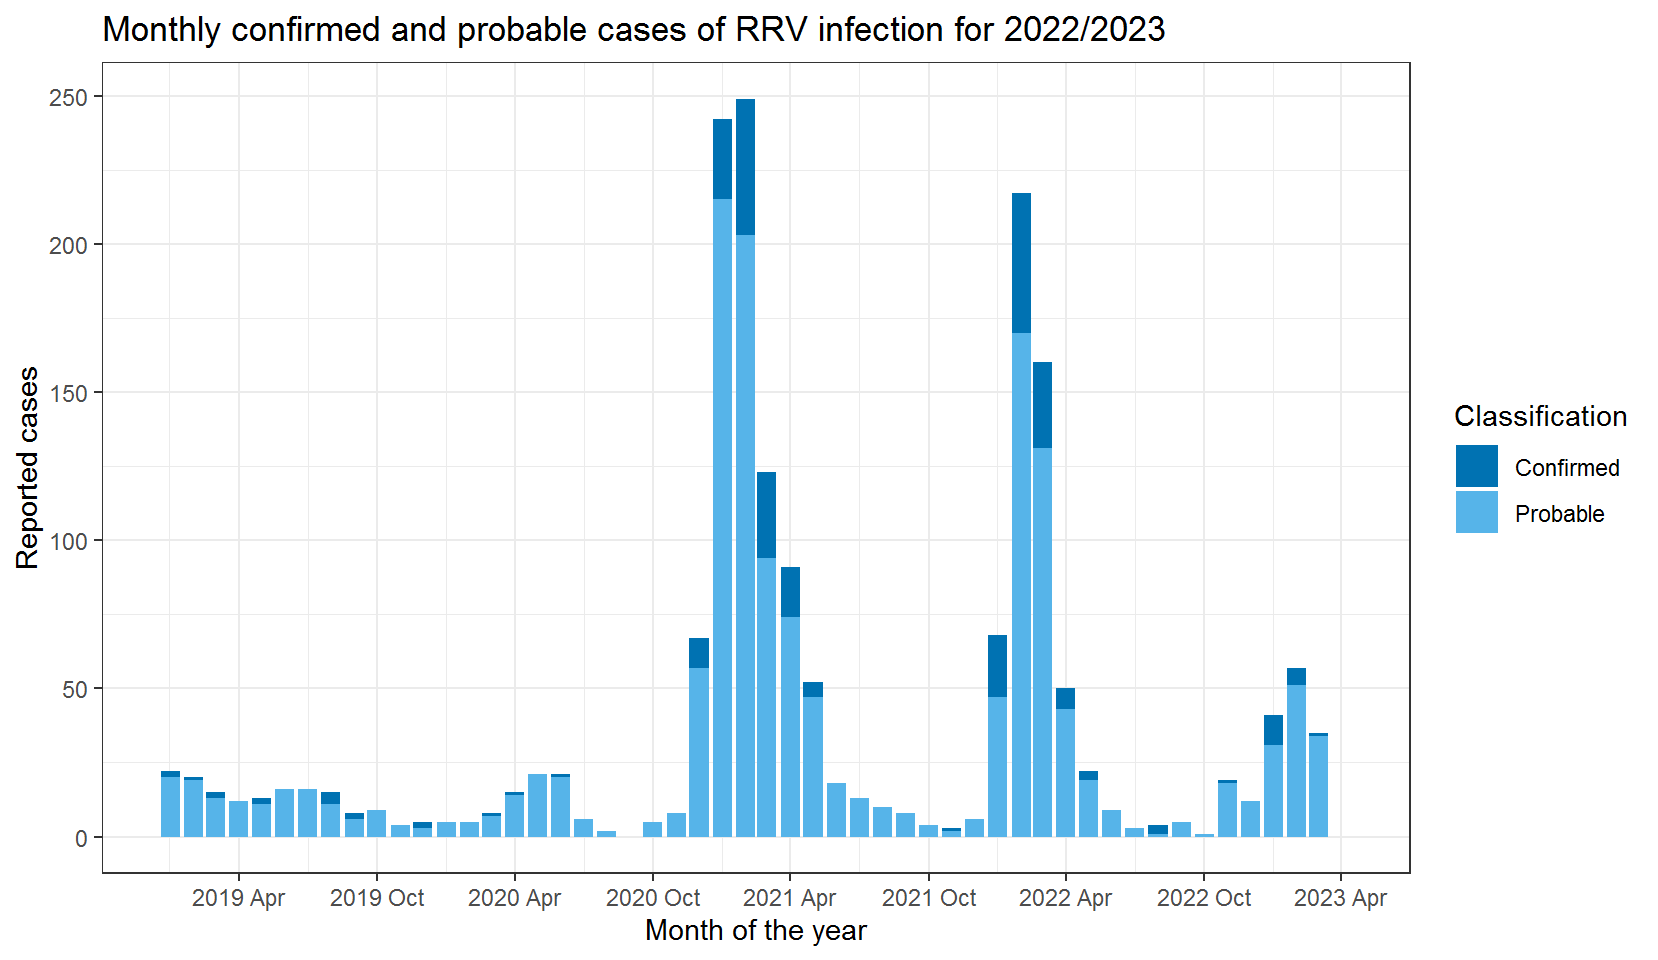 Monthly confirmed and probable cases of RRV infection for 2022/2023
250
200
150
100
50
0
Reported cases
2019 Apr 2019 Oct 2020 Apr 2020 Oct 2021 Apr 2021 Oct 2022 Apr 2022 Oct 2023 Apr
Month of the year
Classification
Confirmed
Probable